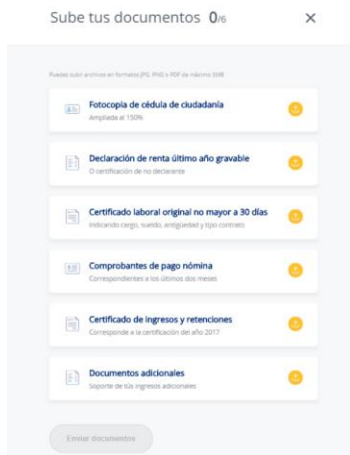 Sube tus documentos 0/6
Puedes subir archivos en formatos JPG, PNG o PDF de máximo 5MB
Fotocopia de cédula de ciudadanía
Ampliada al 150%
Declaración de renta último año gravable
O certificación de no declarante
Certificado laboral original no mayor a 30 días
Indicando cargo, sueldo, antigüedad y tipo contrato
Comprobantes de pago nómina
Correspondientes a los últimos dos meses
Certificado de ingresos y retenciones
Corresponde a la certificación del año 2017
Documentos adicionales
Soporte de tús ingresos adicionales
Enviar documentos